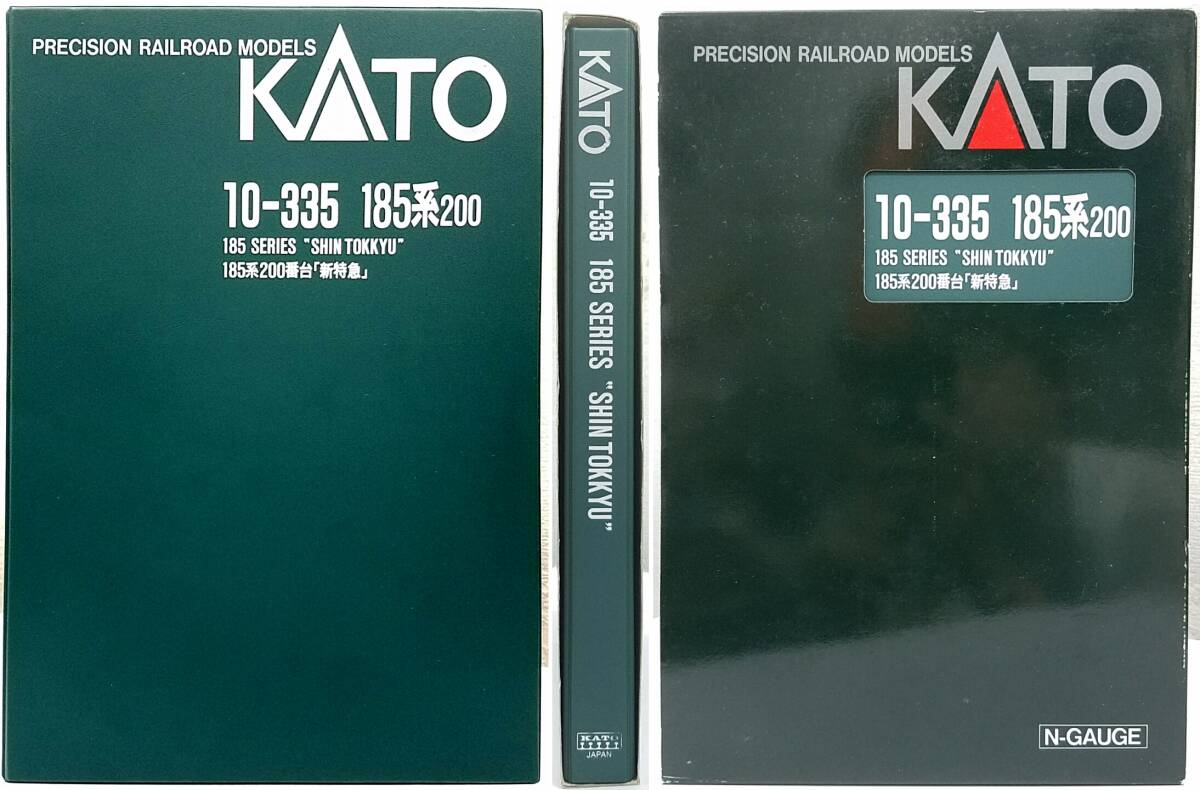 PRECISION RAILROAD MODELS
KATO
10-335 185系200
185 SERIES "SHIN TOKKYU"
185系200番台「新特急」
KATO 10-335 185 SERIES "SHIN TOKKYU"
KATO
JAPAN
PRECISION RAILROAD MODELS
KATO
10-335 185系200
185 SERIES "SHIN TOKKYU"
185系200番台「新特急」
N-GAUGE